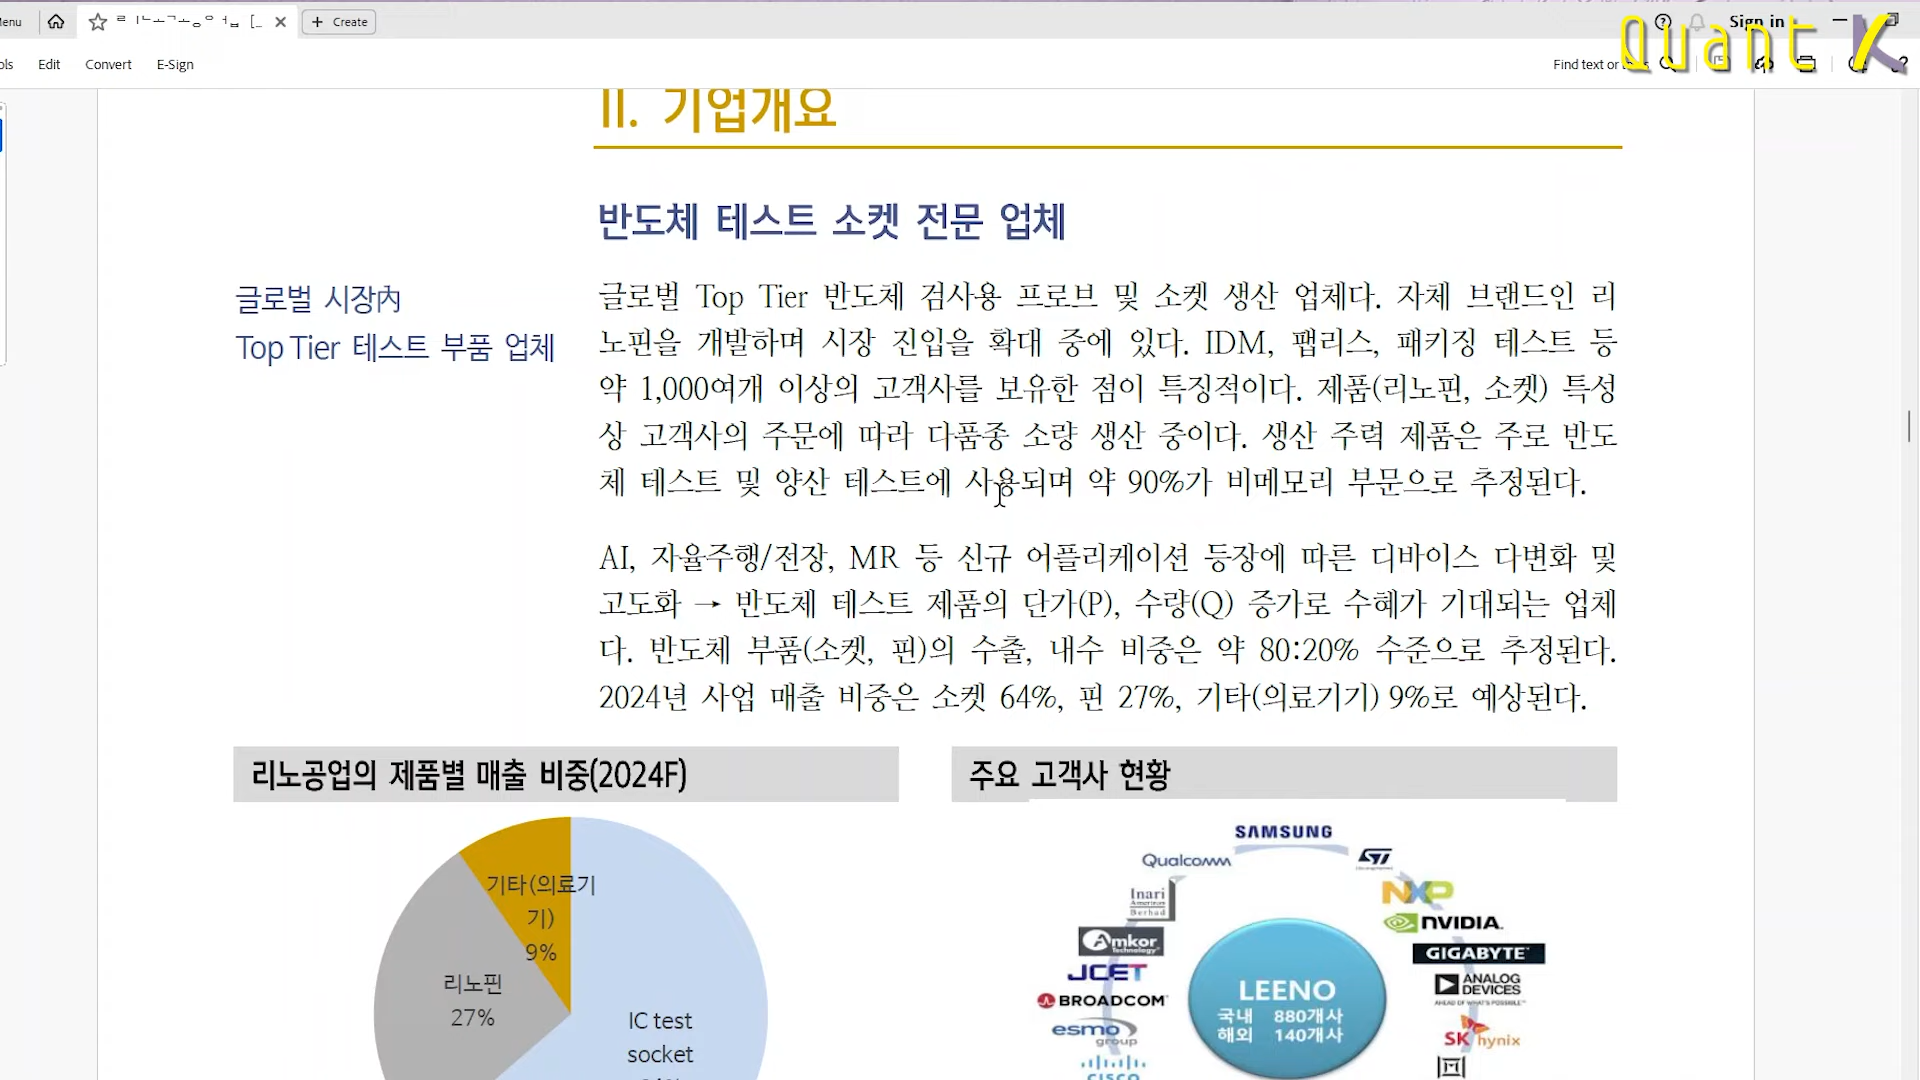 enu
[_
Create
Sign in
Quant K
ols
Edit
Convert
E-Sign
Find text or
II. 기업개요
반도체 테스트 소켓 전문 업체
글로벌 시장內
Top Tier 테스트 부품 업체
글로벌 Top Tier 반도체 검사용 프로브 및 소켓 생산 업체다. 자체 브랜드인 리
노핀을 개발하며 시장 진입을 확대 중에 있다. IDM, 팹리스, 패키징 테스트 등
약 1,000여개 이상의 고객사를 보유한 점이 특징적이다. 제품(리노핀, 소켓) 특성
상 고객사의 주문에 따라 다품종 소량 생산 중이다. 생산 주력 제품은 주로 반도
체 테스트 및 양산 테스트에 사용되며 약 90%가 비메모리 부문으로 추정된다.
AI, 자율주행/전장, MR 등 신규 어플리케이션 등장에 따른 디바이스 다변화 및
고도화 → 반도체 테스트 제품의 단가(P), 수량(Q) 증가로 수혜가 기대되는 업체
다. 반도체 부품(소켓, 핀)의 수출, 내수 비중은 약 80:20% 수준으로 추정된다.
2024년 사업 매출 비중은 소켓 64%, 핀 27%, 기타(의료기기) 9%로 예상된다.
리노공업의 제품별 매출 비중(2024F)
기타(의료기
기)
9%
리노핀
27%
IC test
socket
주요 고객사 현황
SAMSUNG
Qualcomm
ST
Inari
Amertron
Berhad
NXP
NVIDIA.
Amkor
Technology
GIGABYTE
JCET
ANALOG
DEVICES
AHEAD OF WHAT'S POSSIBLE
BROADCOM
LEENO
국내 880개사
해외 140개사
esmo
group
SK hynix
CISCO